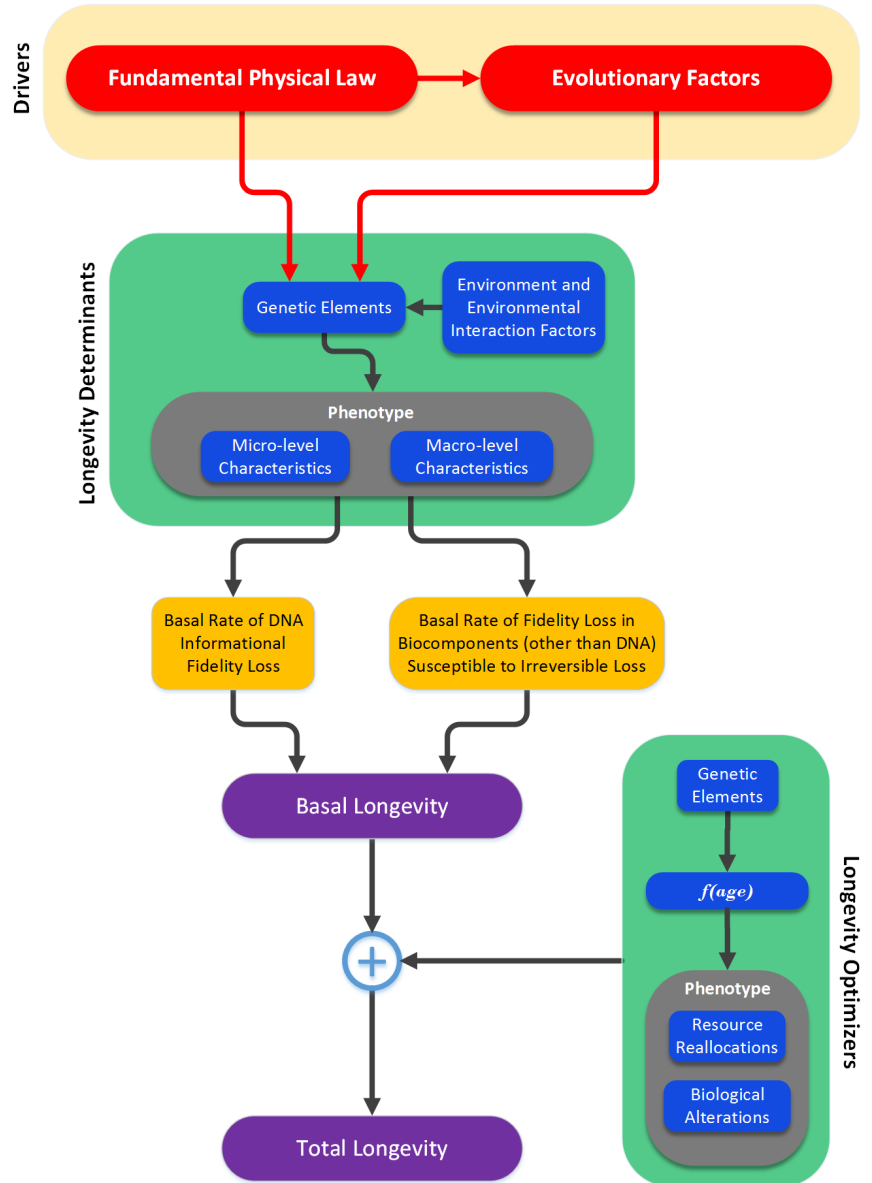 Drivers
Fundamental Physical Law
Evolutionary Factors
Longevity Determinants
Genetic Elements
Environment and
Environmental
Interaction Factors
Phenotype
Micro-level
Characteristics
Macro-level
Characteristics
Basal Rate of DNA
Informational
Fidelity Loss
Basal Rate of Fidelity Loss in
Biocomponents (other than DNA)
Susceptible to Irreversible Loss
Basal Longevity
+
Total Longevity
Longevity Optimizers
Genetic
Elements
f(age)
Phenotype
Resource
Reallocations
Biological
Alterations